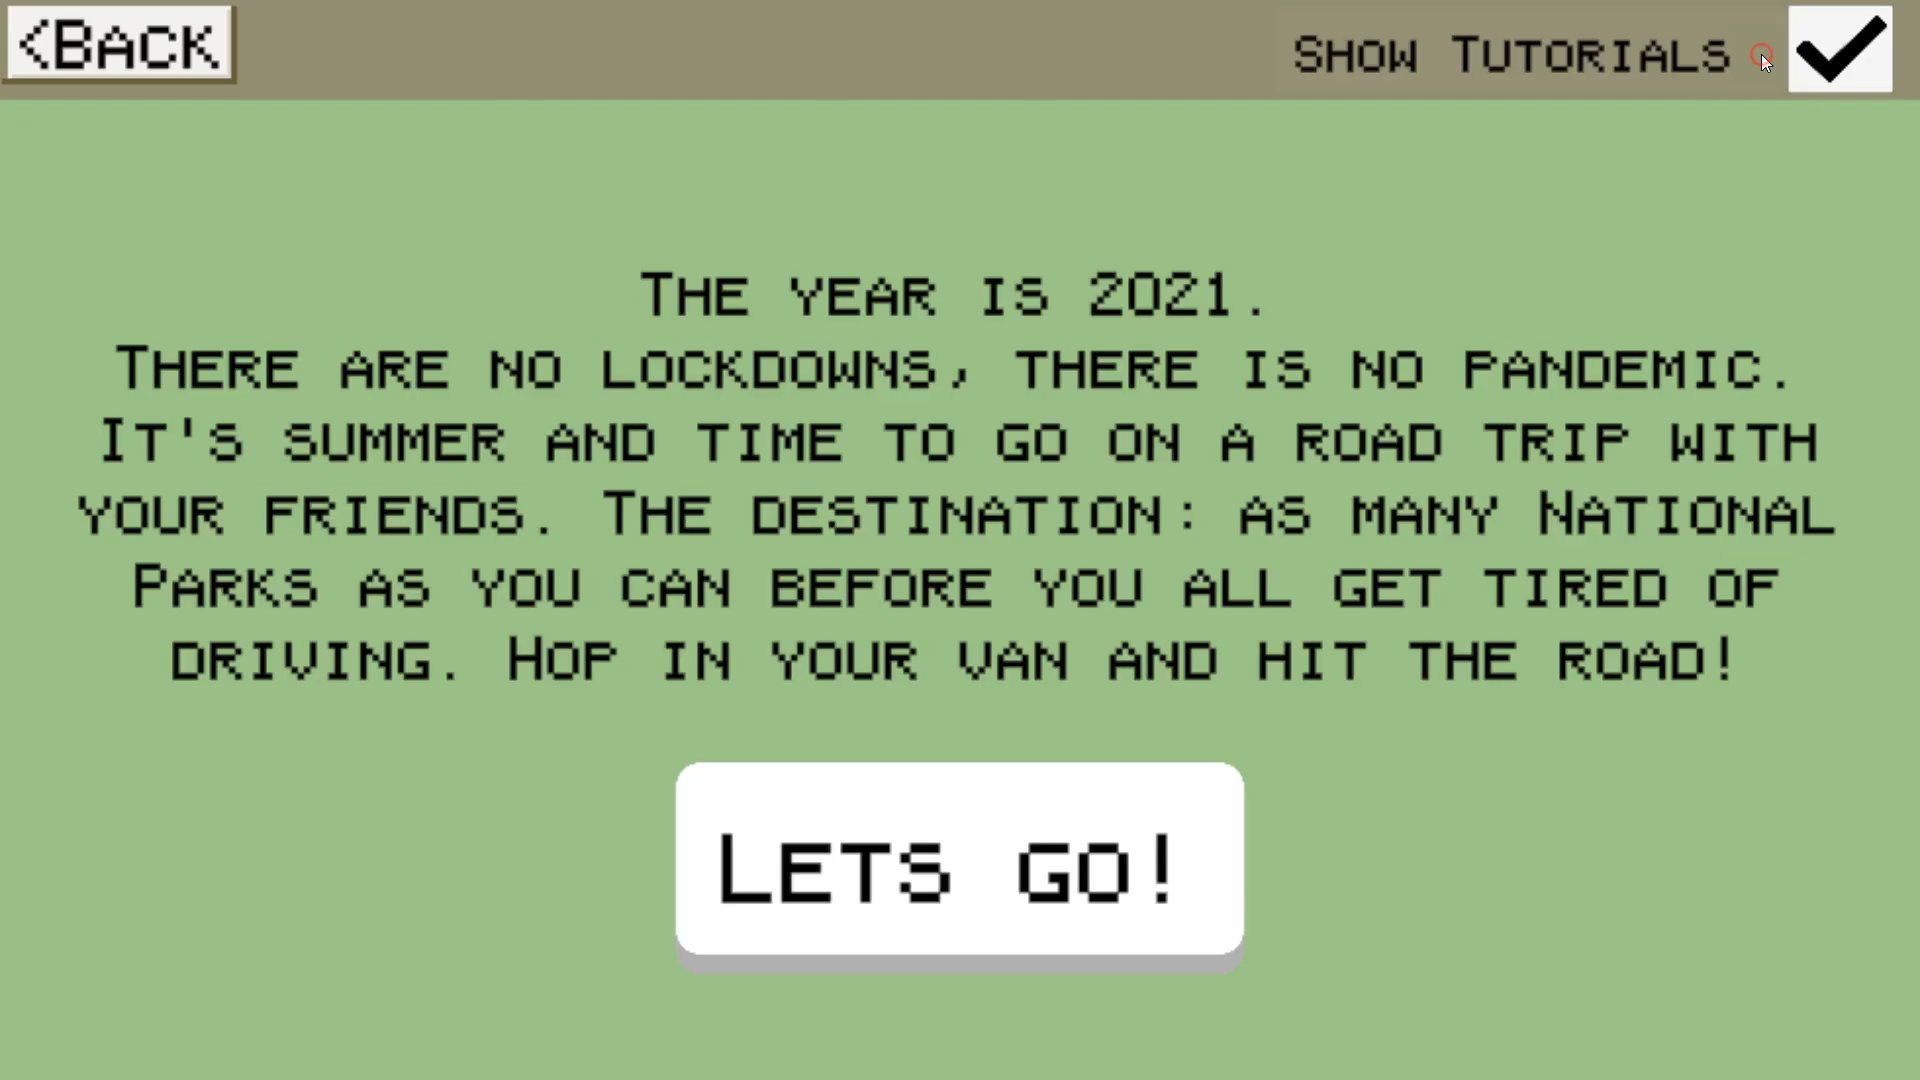 <Back
Show Tutorials
The year is 2021.
There are no lockdowns, there is no pandemic.
It's summer and time to go on a road trip with
your friends. The destination: as many National
Parks as you can before you all get tired of
driving. Hop in your van and hit the road!
Lets go!